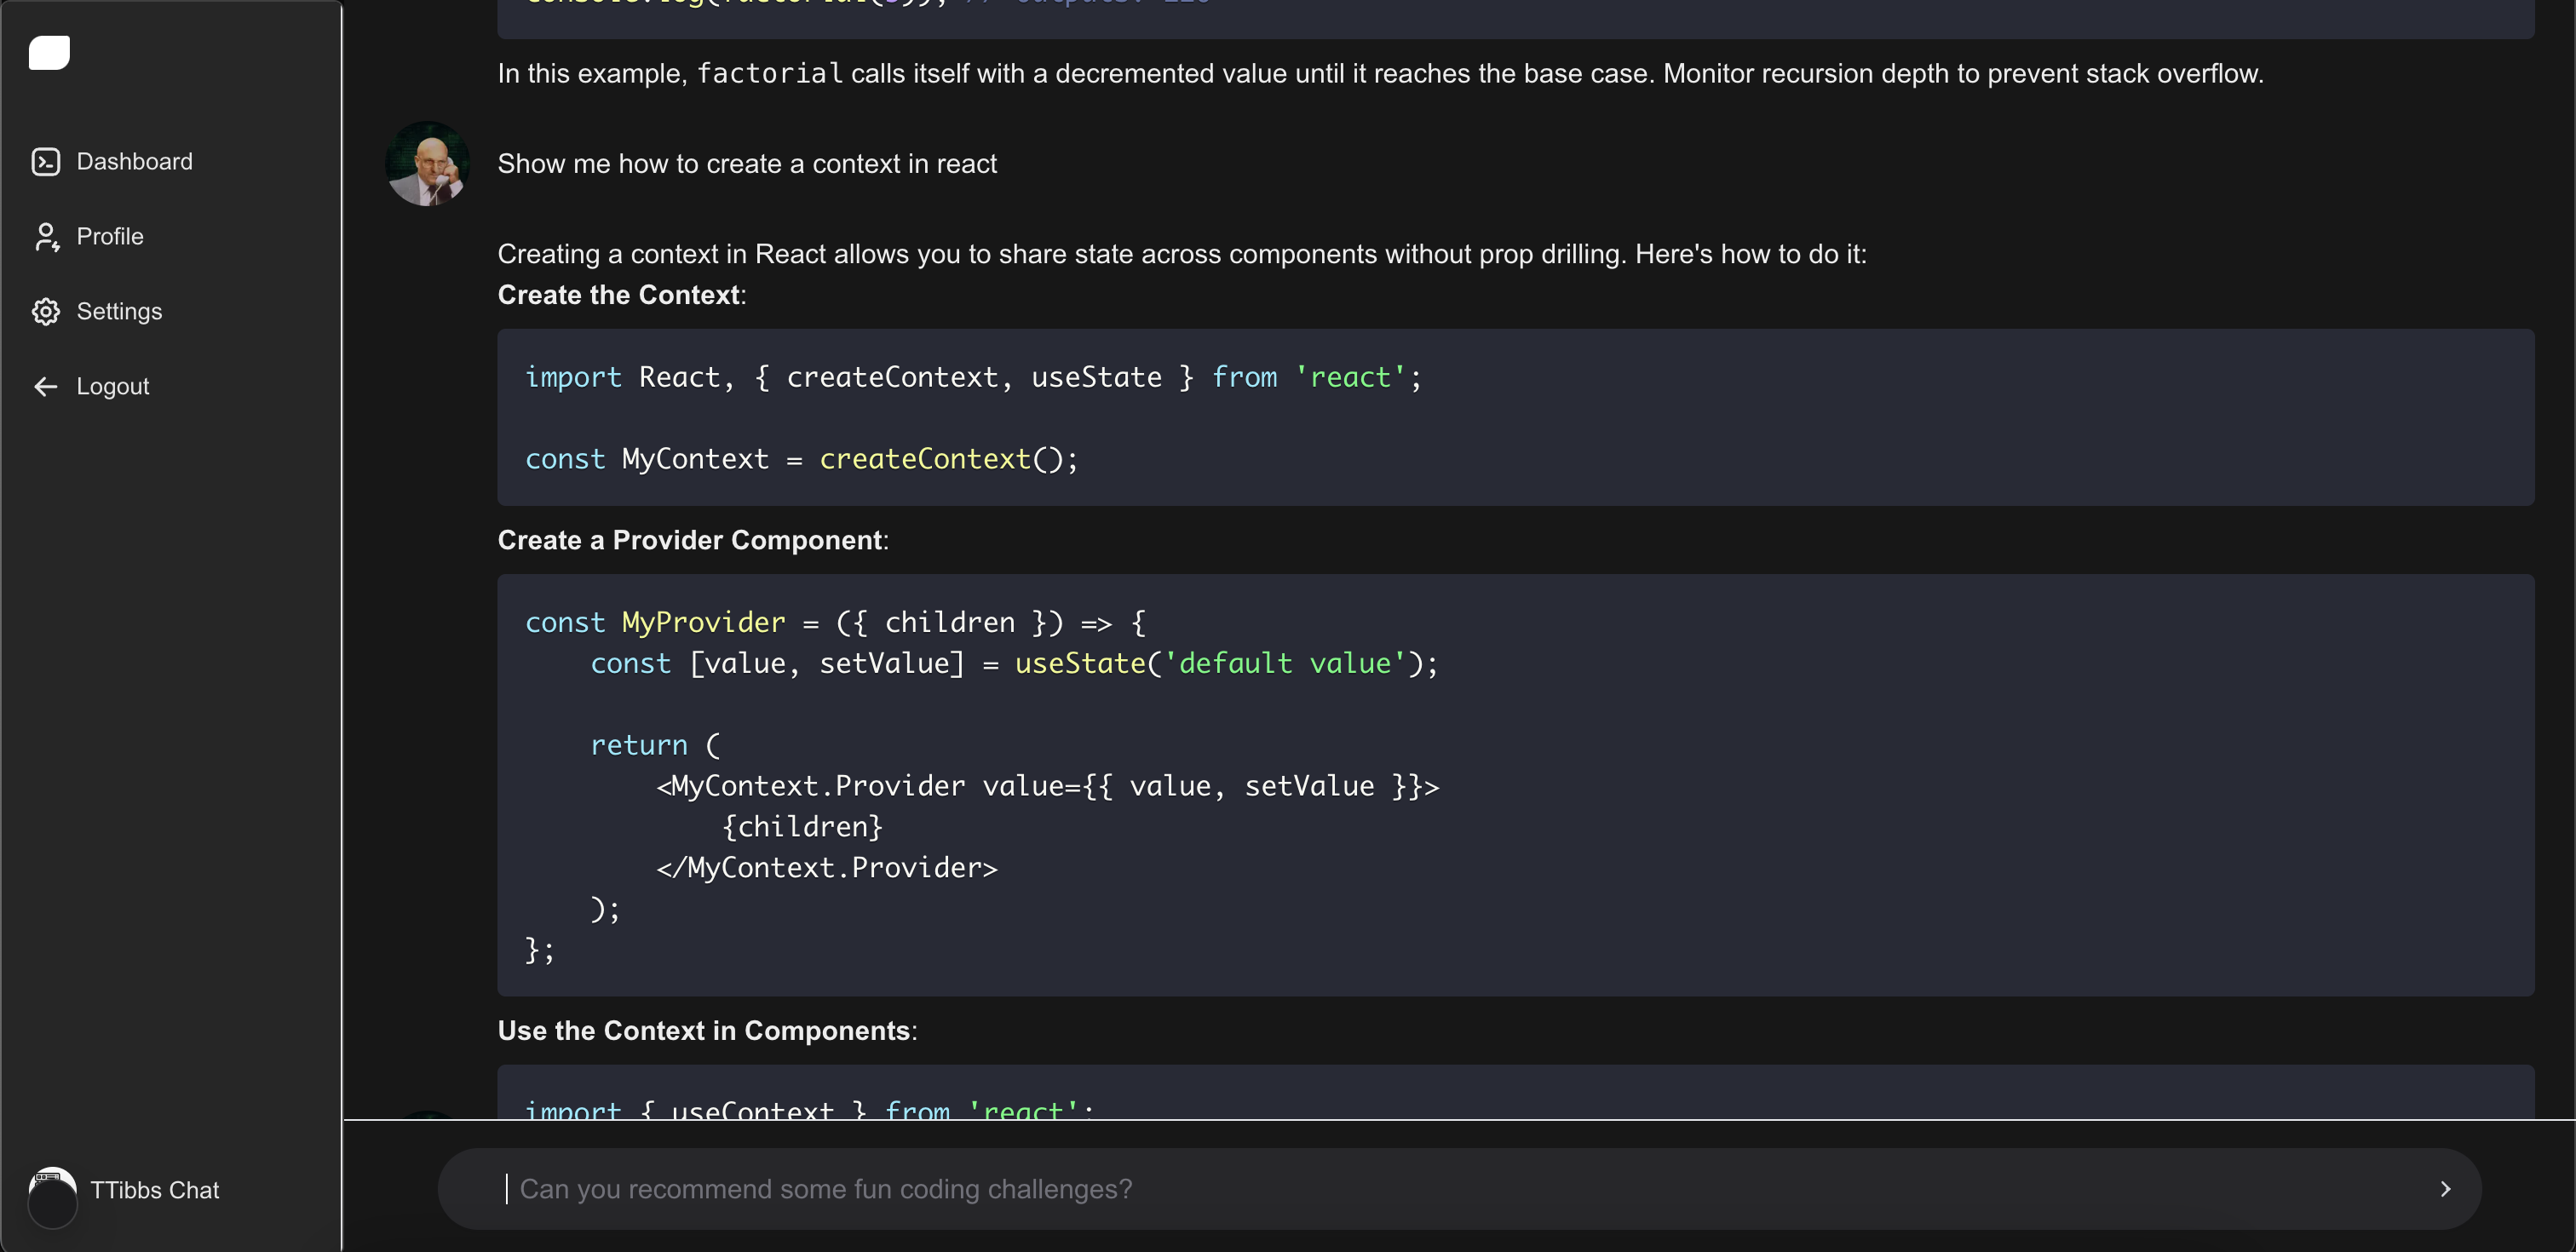 Dashboard
Profile
Settings
Logout
TTibbs Chat
In this example, factorial calls itself with a decremented value until it reaches the base case. Monitor recursion depth to prevent stack overflow.
Show me how to create a context in react
Creating a context in React allows you to share state across components without prop drilling. Here's how to do it:
Create the Context:
import React, { createContext, useState } from 'react';
const MyContext = createContext();
Create a Provider Component:
const MyProvider = ({ children }) => {
    const [value, setValue] = useState('default value');
    return (
        <MyContext.Provider value={{ value, setValue }}>
            {children}
        </MyContext.Provider>
    );
};
Use the Context in Components:
import { useContext } from 'react';
Can you recommend some fun coding challenges?